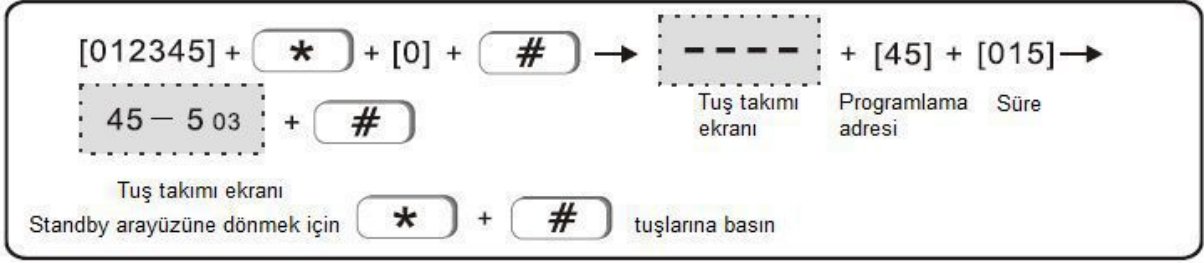 [012345] + * + [0] + # → ---- + [45] + [015] →
Tuş takımı ekranı Programlama adresi Süre
45 – 5 03 + #
Tuş takımı ekranı
Standby arayüzüne dönmek için * + # tuşlarına basın